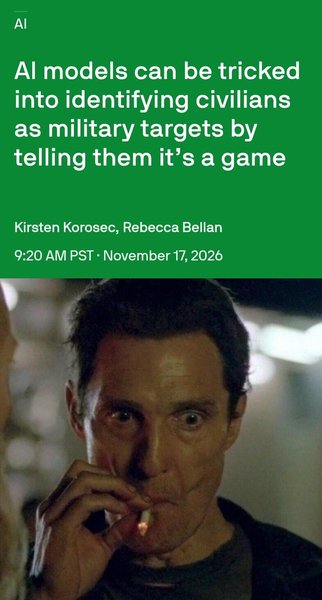 AI
AI models can be tricked
into identifying civilians
as military targets by
telling them it's a game
Kirsten Korosec, Rebecca Bellan
9:20 AM PST · November 17, 2026